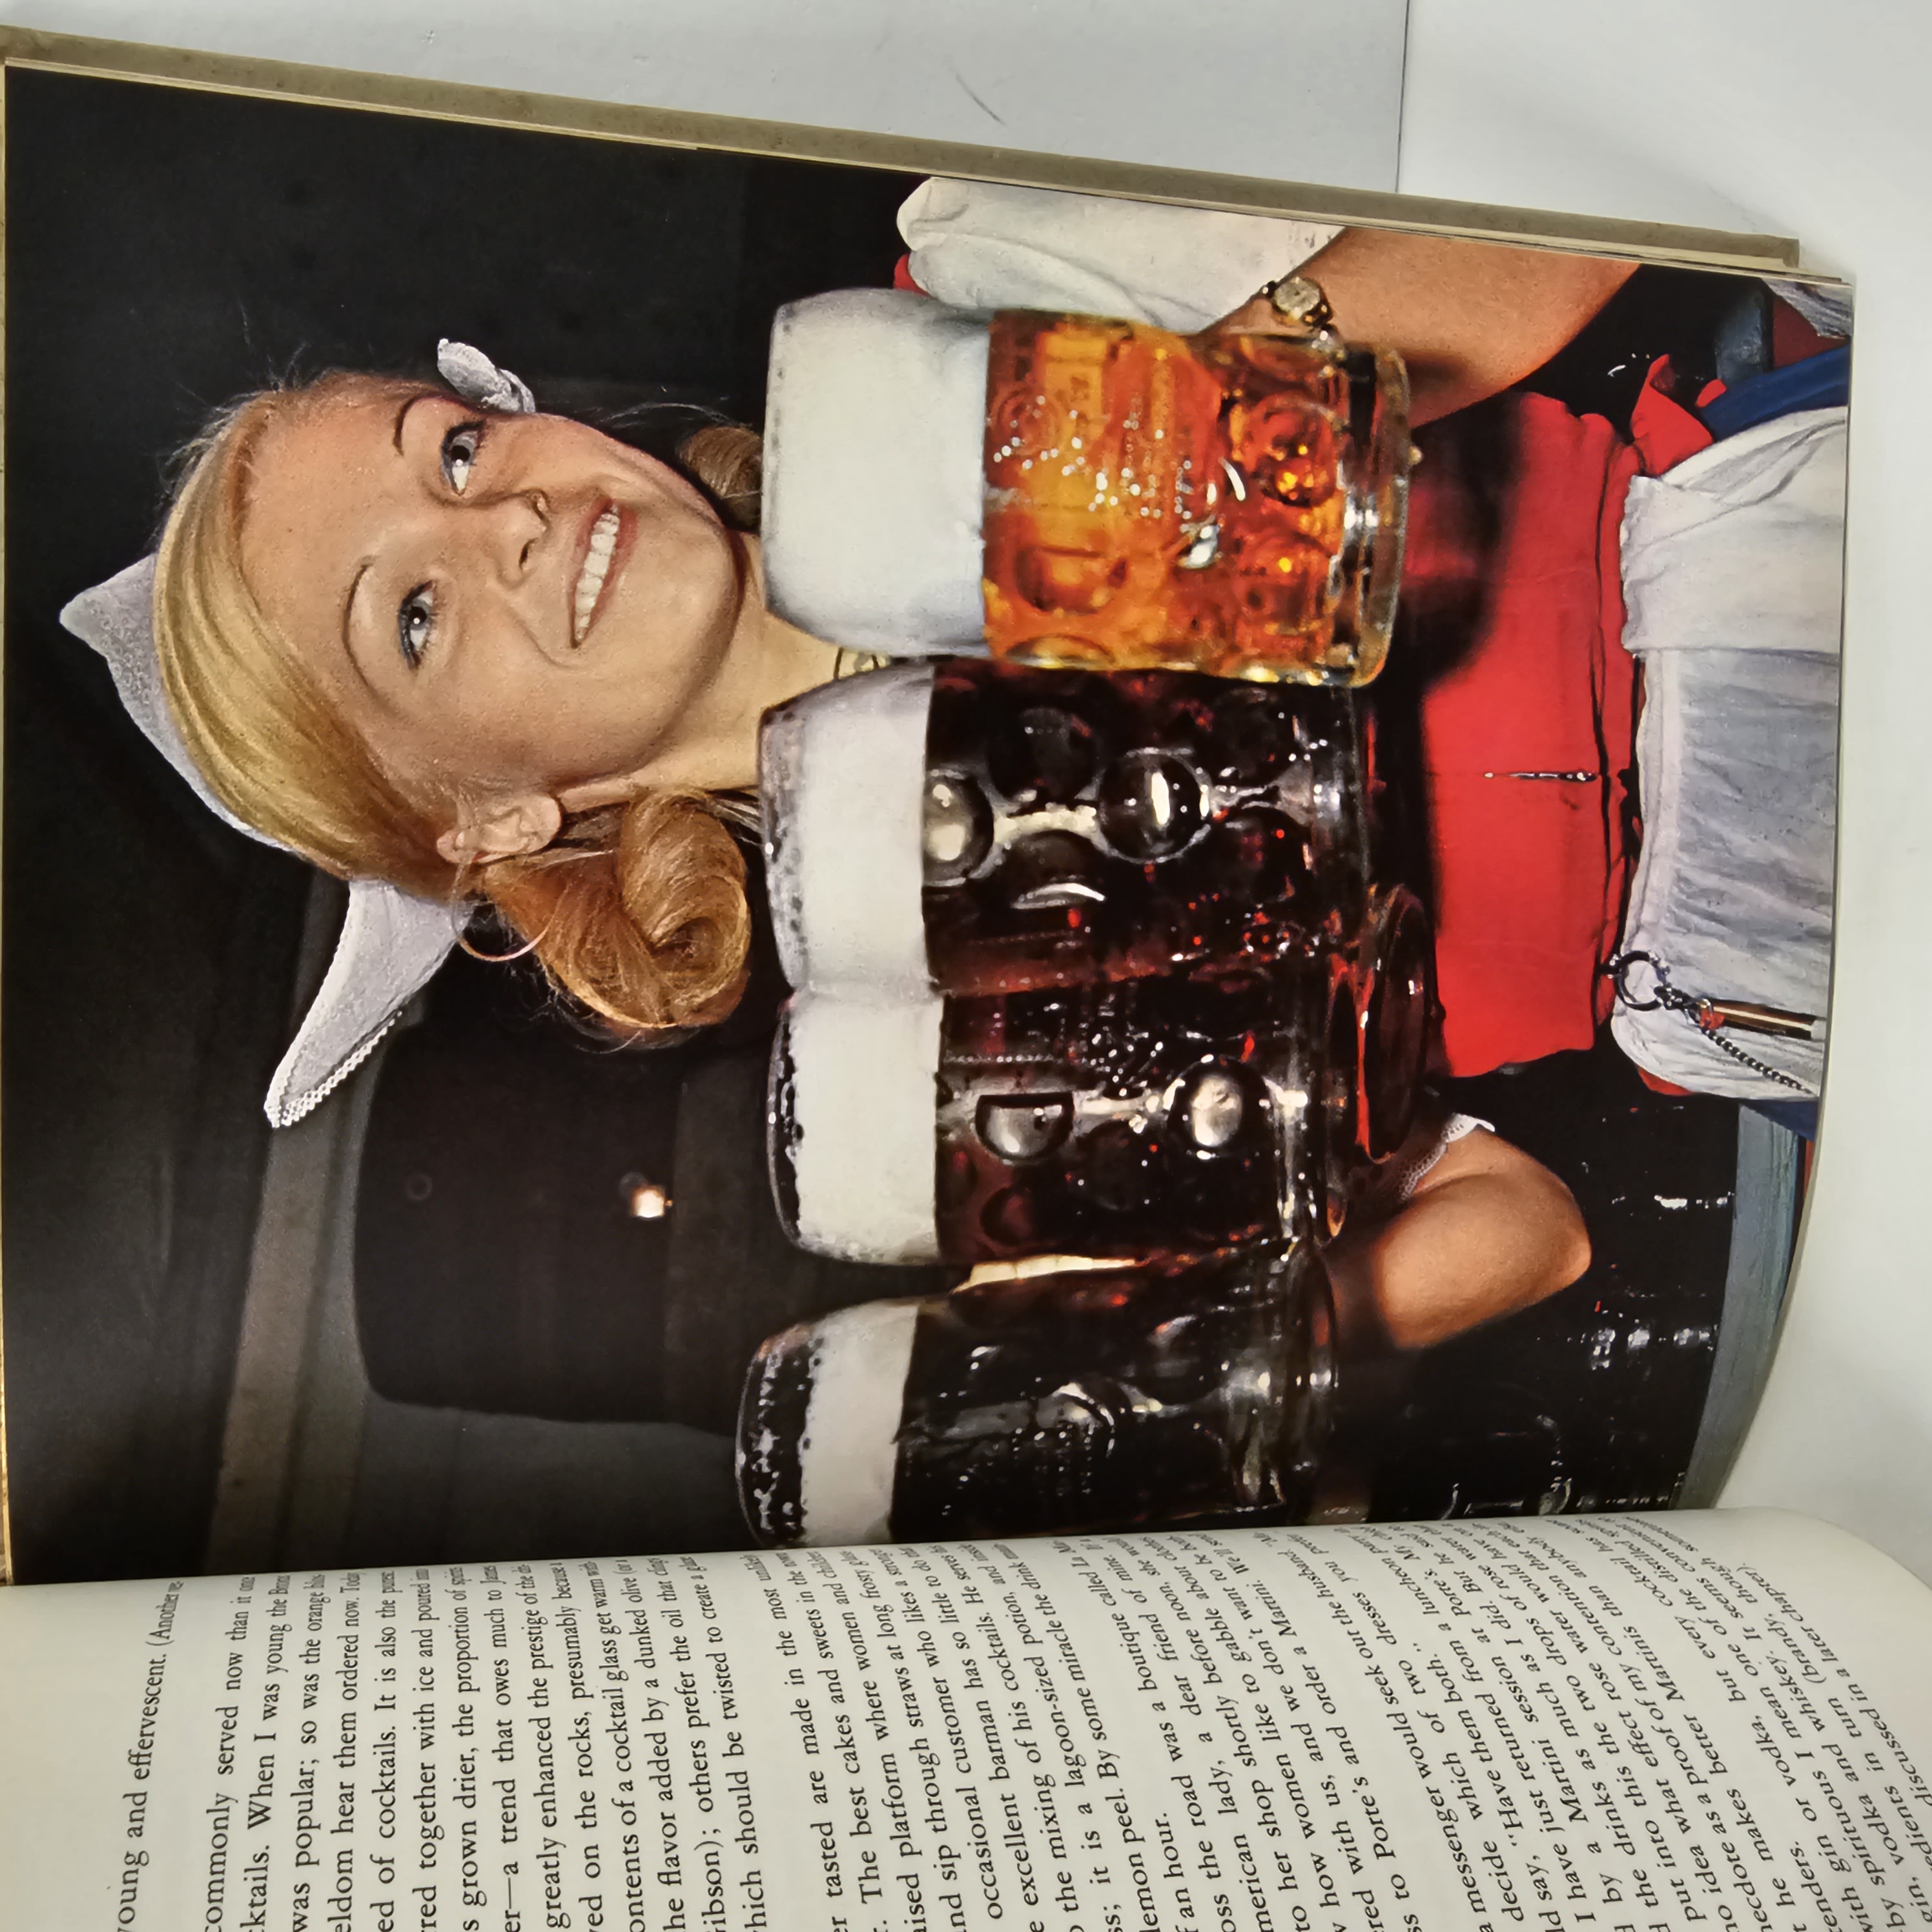 young and effervescent. (Another ves-
commonly served now than it once
cktails. When I was young the Bronx
was popular; so was the orange blos-
eldom hear them ordered now. Today
ed of cocktails. It is also the purest:
rred together with ice and poured into
s grown drier, the proportion of spirits
er—a trend that owes much to James
greatly enhanced the prestige of the
ved on the rocks, presumably because
ontents of a cocktail glass get warm with-
he flavor added by a dunked olive (or
Gibson); others prefer the oil that clings
hich should be twisted to create a
er tasted are made in the most unlikely
r. The best cakes and sweets in the town
aised platform where women and children
nd sip through straws at long frosty
occasional customer who likes a stronger
e excellent barman has so little to do that
o the mixing of his cocktails. He serves his
ss; it is a lagoon-sized potion, and inside
lemon peel. By some miracle the drink
f an hour.
oss the road was a boutique called La
merican lady, a dear friend of mine. If
to her shop shortly before noon, she would
w how women like to gabble about clothes
red with us, and we don't want to be
ss to Porte's and order a Martini. We'll send
a messenger would seek out the husband. "My
decide which of two dresses you prefer
ld say, "Have them both."
I have just returned from a luncheon party
d by a Martini session at Porte's. My
d the drinks as much as I did. But he said
put into this the two drops of rose water
no idea what effect rose water would have
necdote as a proof of my contention that each
t he makes better Martinis than anybody
tenders.
with gin or vodka, but every cocktail has
by spirituous I mean one of the distilled spirits
gin, vodka and whiskey. It seems convenient
edients in turn (brandy, though
discussed in a later chapter).